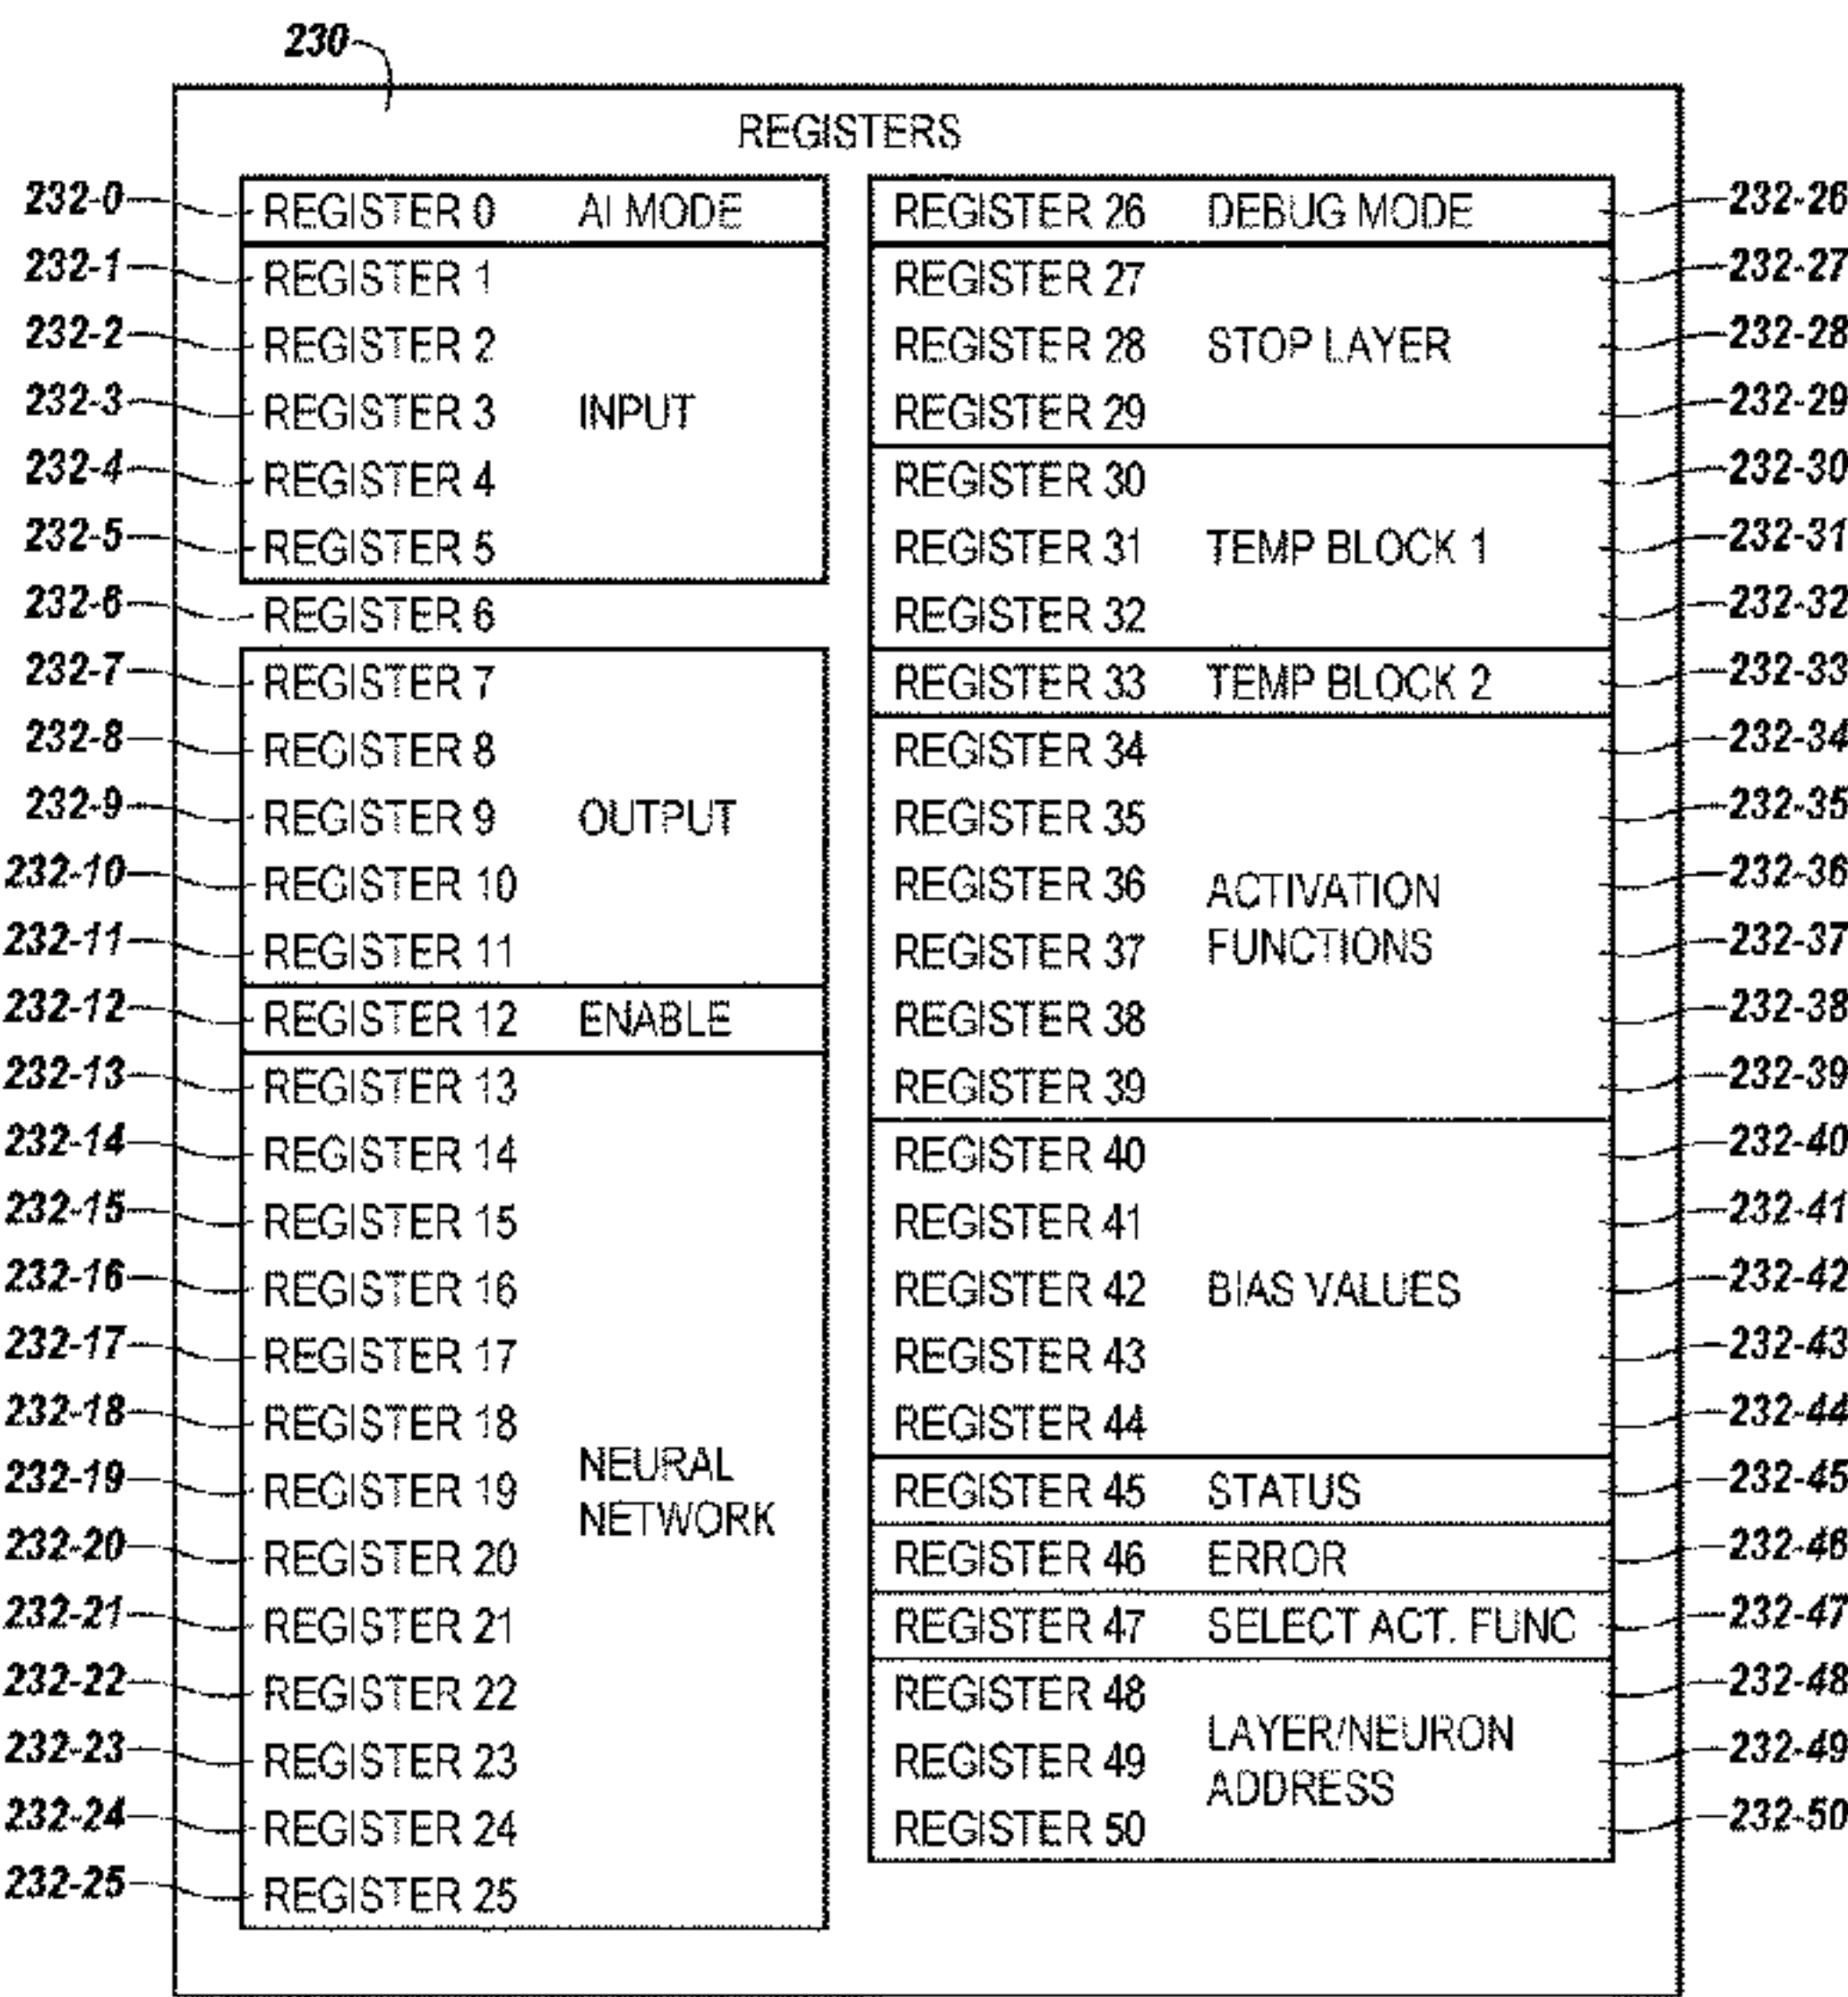 230
REGISTERS
232-0 REGISTER 0 AI MODE
232-1 REGISTER 1
232-2 REGISTER 2
232-3 REGISTER 3 INPUT
232-4 REGISTER 4
232-5 REGISTER 5
232-6 REGISTER 6
232-7 REGISTER 7
232-8 REGISTER 8
232-9 REGISTER 9 OUTPUT
232-10 REGISTER 10
232-11 REGISTER 11
232-12 REGISTER 12 ENABLE
232-13 REGISTER 13
232-14 REGISTER 14
232-15 REGISTER 15
232-16 REGISTER 16
232-17 REGISTER 17
232-18 REGISTER 18
NEURAL
232-19 REGISTER 19
NETWORK
232-20 REGISTER 20
232-21 REGISTER 21
232-22 REGISTER 22
232-23 REGISTER 23
232-24 REGISTER 24
232-25 REGISTER 25
REGISTER 26 DEBUG MODE 232-26
REGISTER 27 232-27
REGISTER 28 STOP LAYER 232-28
REGISTER 29 232-29
REGISTER 30 232-30
REGISTER 31 TEMP BLOCK 1 232-31
REGISTER 32 232-32
REGISTER 33 TEMP BLOCK 2 232-33
REGISTER 34 232-34
REGISTER 35 232-35
REGISTER 36 232-36
ACTIVATION
FUNCTIONS
REGISTER 37 232-37
REGISTER 38 232-38
REGISTER 39 232-39
REGISTER 40 232-40
REGISTER 41 232-41
REGISTER 42 BIAS VALUES 232-42
REGISTER 43 232-43
REGISTER 44 232-44
REGISTER 45 STATUS 232-45
REGISTER 46 ERROR 232-46
REGISTER 47 SELECT ACT. FUNC 232-47
REGISTER 48 232-48
LAYER/NEURON
REGISTER 49 232-49
ADDRESS
REGISTER 50 232-50